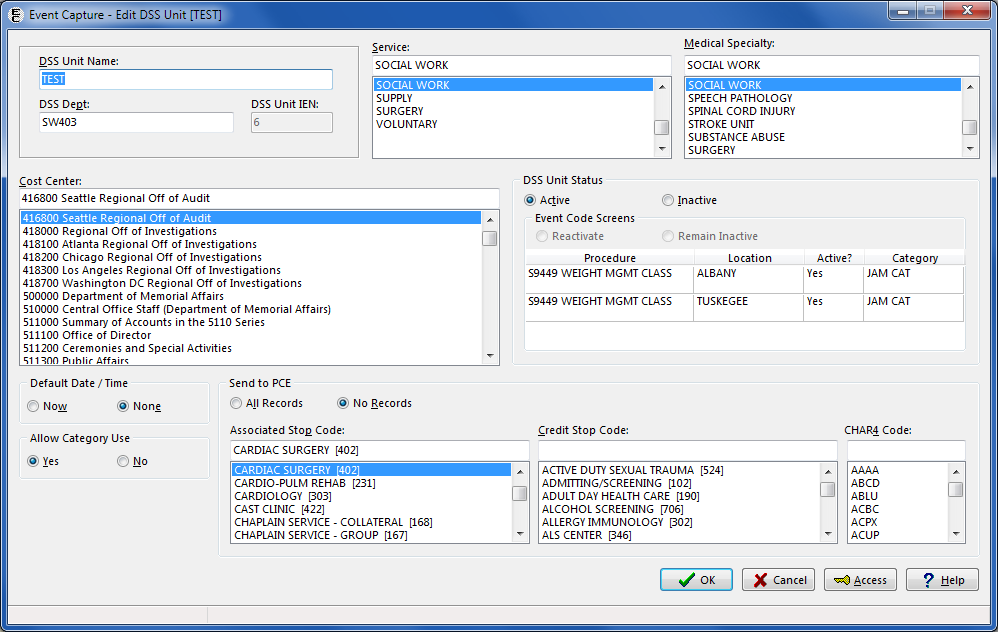 Event Capture - Edit DSS Unit [TEST]
DSS Unit Name:
TEST
DSS Dept:
DSS Unit IEN:
SW403
6
Service:
SOCIAL WORK
SOCIAL WORK
SUPPLY
SURGERY
VOLUNTARY
Medical Specialty:
SOCIAL WORK
SOCIAL WORK
SPEECH PATHOLOGY
SPINAL CORD INJURY
STROKE UNIT
SUBSTANCE ABUSE
SURGERY
Cost Center:
416800 Seattle Regional Off of Audit
416800 Seattle Regional Off of Audit
418000 Regional Off of Investigations
418100 Atlanta Regional Off of Investigations
418200 Chicago Regional Off of Investigations
418300 Los Angeles Regional Off of Investigations
418700 Washington DC Regional Off of Investigations
500000 Department of Memorial Affairs
510000 Central Office Staff (Department of Memorial Affairs)
511000 Summary of Accounts in the 5110 Series
511100 Office of Director
511200 Ceremonies and Special Activities
511300 Public Affairs
DSS Unit Status
Active
Inactive
Event Code Screens
Reactivate
Remain Inactive
Procedure Location Active? Category
S9449 WEIGHT MGMT CLASS ALBANY Yes JAM CAT
S9449 WEIGHT MGMT CLASS TUSKEGEE Yes JAM CAT
Default Date / Time
Now
None
Allow Category Use
Yes
No
Send to PCE
All Records
No Records
Associated Stop Code:
CARDIAC SURGERY [402]
CARDIAC SURGERY [402]
CARDIO-PULM REHAB [231]
CARDIOLOGY [303]
CAST CLINIC [422]
CHAPLAIN SERVICE - COLLATERAL [168]
CHAPLAIN SERVICE - GROUP [167]
Credit Stop Code:
ACTIVE DUTY SEXUAL TRAUMA [524]
ADMITTING/SCREENING [102]
ADULT DAY HEALTH CARE [190]
ALCOHOL SCREENING [706]
ALLERGY IMMUNOLOGY [302]
ALS CENTER [346]
CHAR4 Code:
AAAA
ABCD
ABLU
ACBC
ACPX
ACUP
OK
Cancel
Access
Help